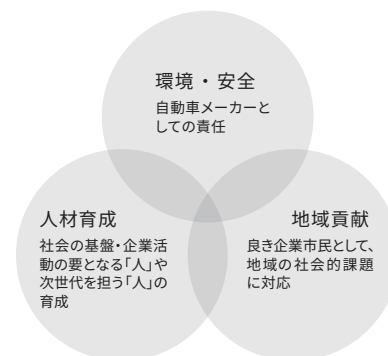 環境・安全
自動車メーカーと
しての責任
人材育成
社会の基盤・企業活
動の要となる「人」や
次世代を担う「人」の
育成
地域貢献
良き企業市民として、
地域の社会的課題
に対応